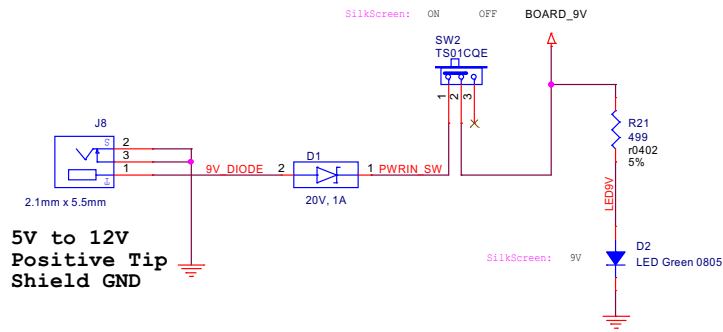 SilkScreen: ON OFF BOARD_9V
SW2
TS01CQE
1
2
3
J8
S
2
3
1
T
2.1mm x 5.5mm
9V_DIODE
D1
2
1
20V, 1A
PWRIN_SW
R21
499
r0402
5%
LED9V
SilkScreen: 9V
D2
LED Green 0805
5V to 12V
Positive Tip
Shield GND